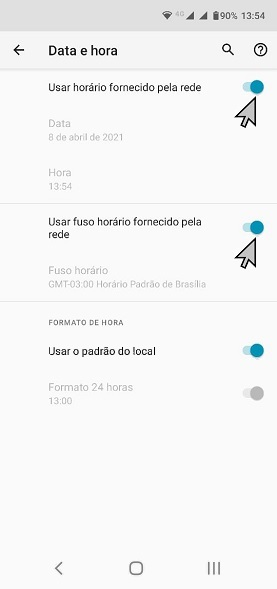 4G 90% 13:54
Data e hora
Usar horário fornecido pela rede
Data
8 de abril de 2021
Hora
13:54
Usar fuso horário fornecido pela
rede
Fuso horário
GMT-03:00 Horário Padrão de Brasília
FORMATO DE HORA
Usar o padrão do local
Formato 24 horas
13:00